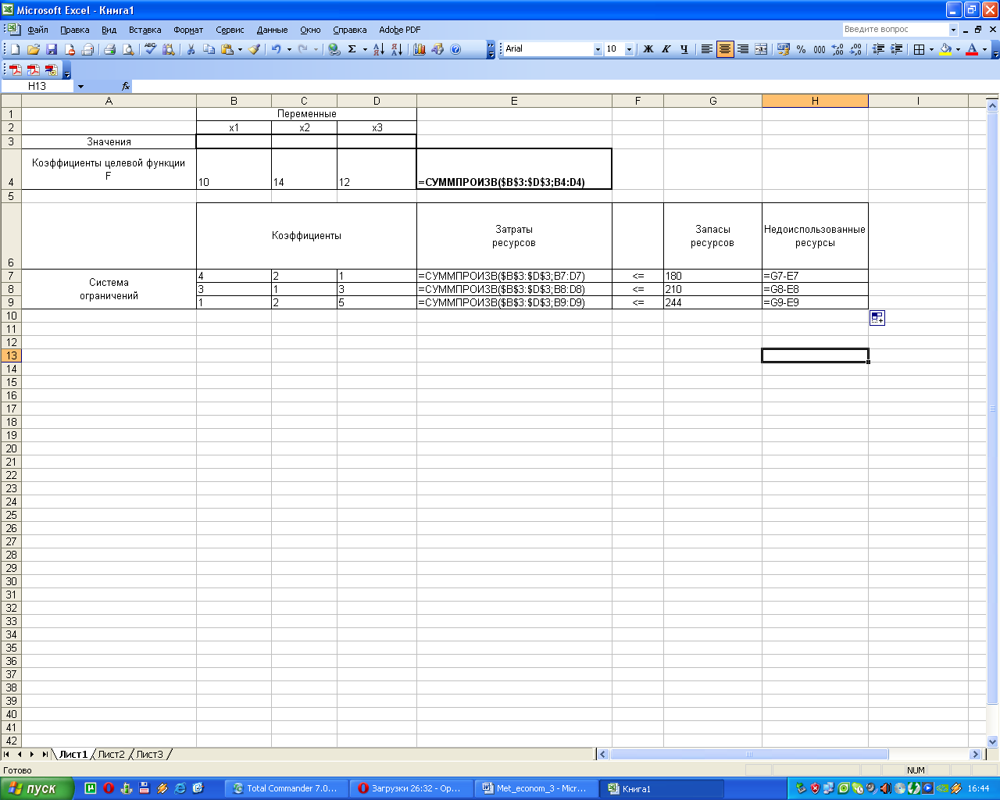 Microsoft Excel - Книга1
Файл Правка Вид Вставка Формат Сервис Данные Окно Справка Adobe PDF Введите вопрос
Arial 10 Ж К Ч
H13 fx
A B C D E F G H I
1 Переменные
2 x1 x2 x3
3 Значения
Коэффициенты целевой функции
F
4 10 14 12 =СУММПРОИЗВ($B$3:$D$3;B4:D4)
5
Коэффициенты
Затраты
ресурсов
Запасы
ресурсов
Недоиспользованные
ресурсы
6
Система
ограничений
7 4 2 1 =СУММПРОИЗВ($B$3:$D$3;B7:D7) <= 180 =G7-E7
8 3 1 3 =СУММПРОИЗВ($B$3:$D$3;B8:D8) <= 210 =G8-E8
9 1 2 5 =СУММПРОИЗВ($B$3:$D$3;B9:D9) <= 244 =G9-E9
10
11
12
13
14
15
16
17
18
19
20
21
22
23
24
25
26
27
28
29
30
31
32
33
34
35
36
37
38
39
40
41
42
Лист1 Лист2 Лист3
Готово NUM
пуск Total Commander 7.0... Загрузки 26:32 - Op... Met_econom_3 - Micr... Книга1 16:44